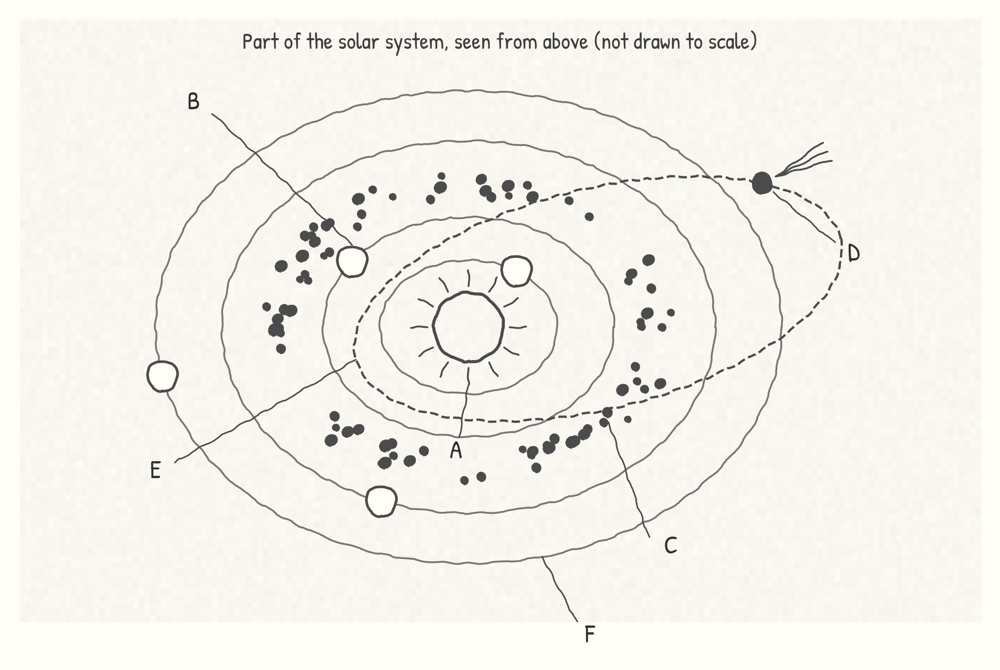 Part of the solar system, seen from above (not drawn to scale)
B
D
A
E
C
F